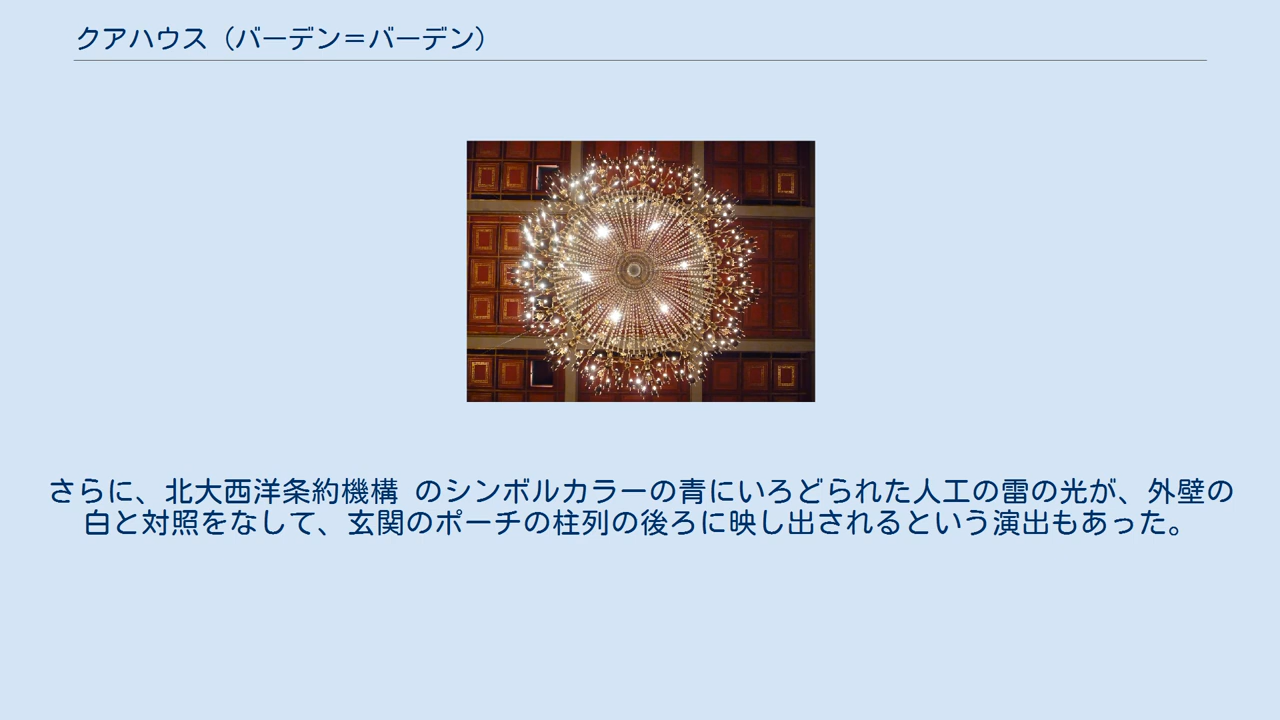 クアハウス（バーデン＝バーデン）
さらに、北大西洋条約機構 のシンボルカラーの青にいろどられた人工の雷の光が、外壁の
白と対照をなして、玄関のポーチの柱列の後ろに映し出されるという演出もあった。